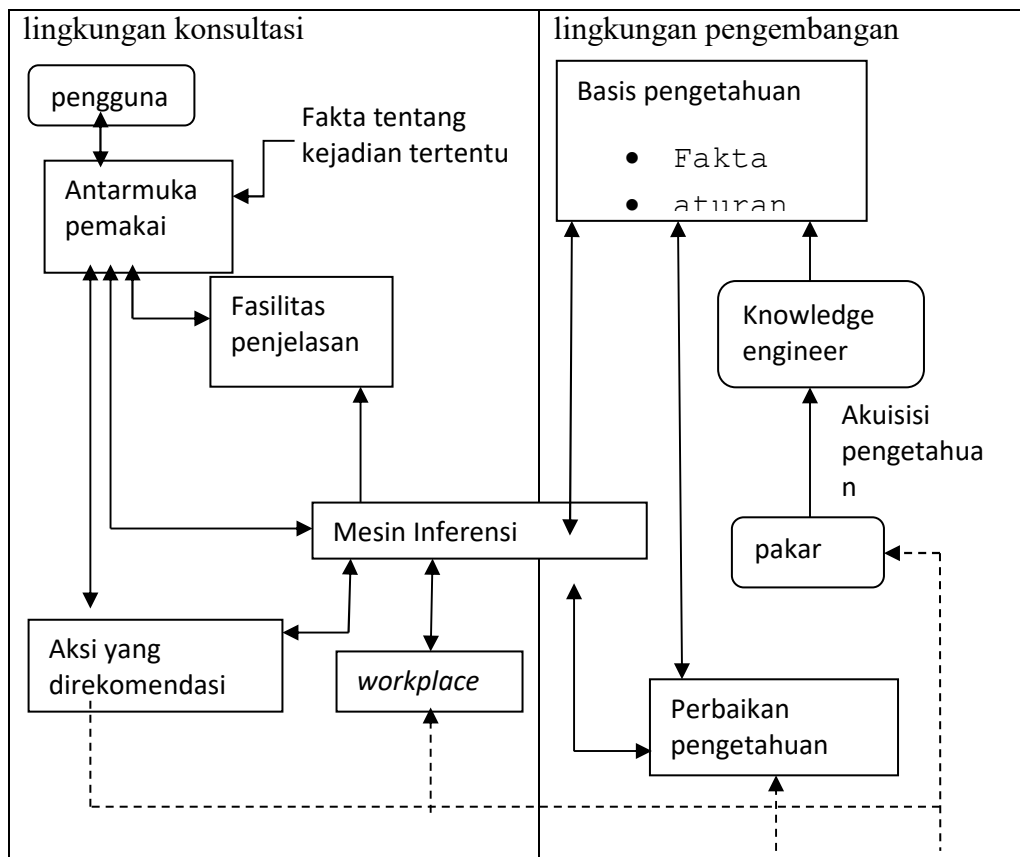 lingkungan konsultasi
lingkungan pengembangan
pengguna
Fakta tentang
kejadian tertentu
Antarmuka
pemakai
Fasilitas
penjelasan
Basis pengetahuan
• Fakta
• aturan
Knowledge
engineer
Akuisisi
pengetahua
n
Mesin Inferensi
pakar
Aksi yang
direkomendasi
workplace
Perbaikan
pengetahuan